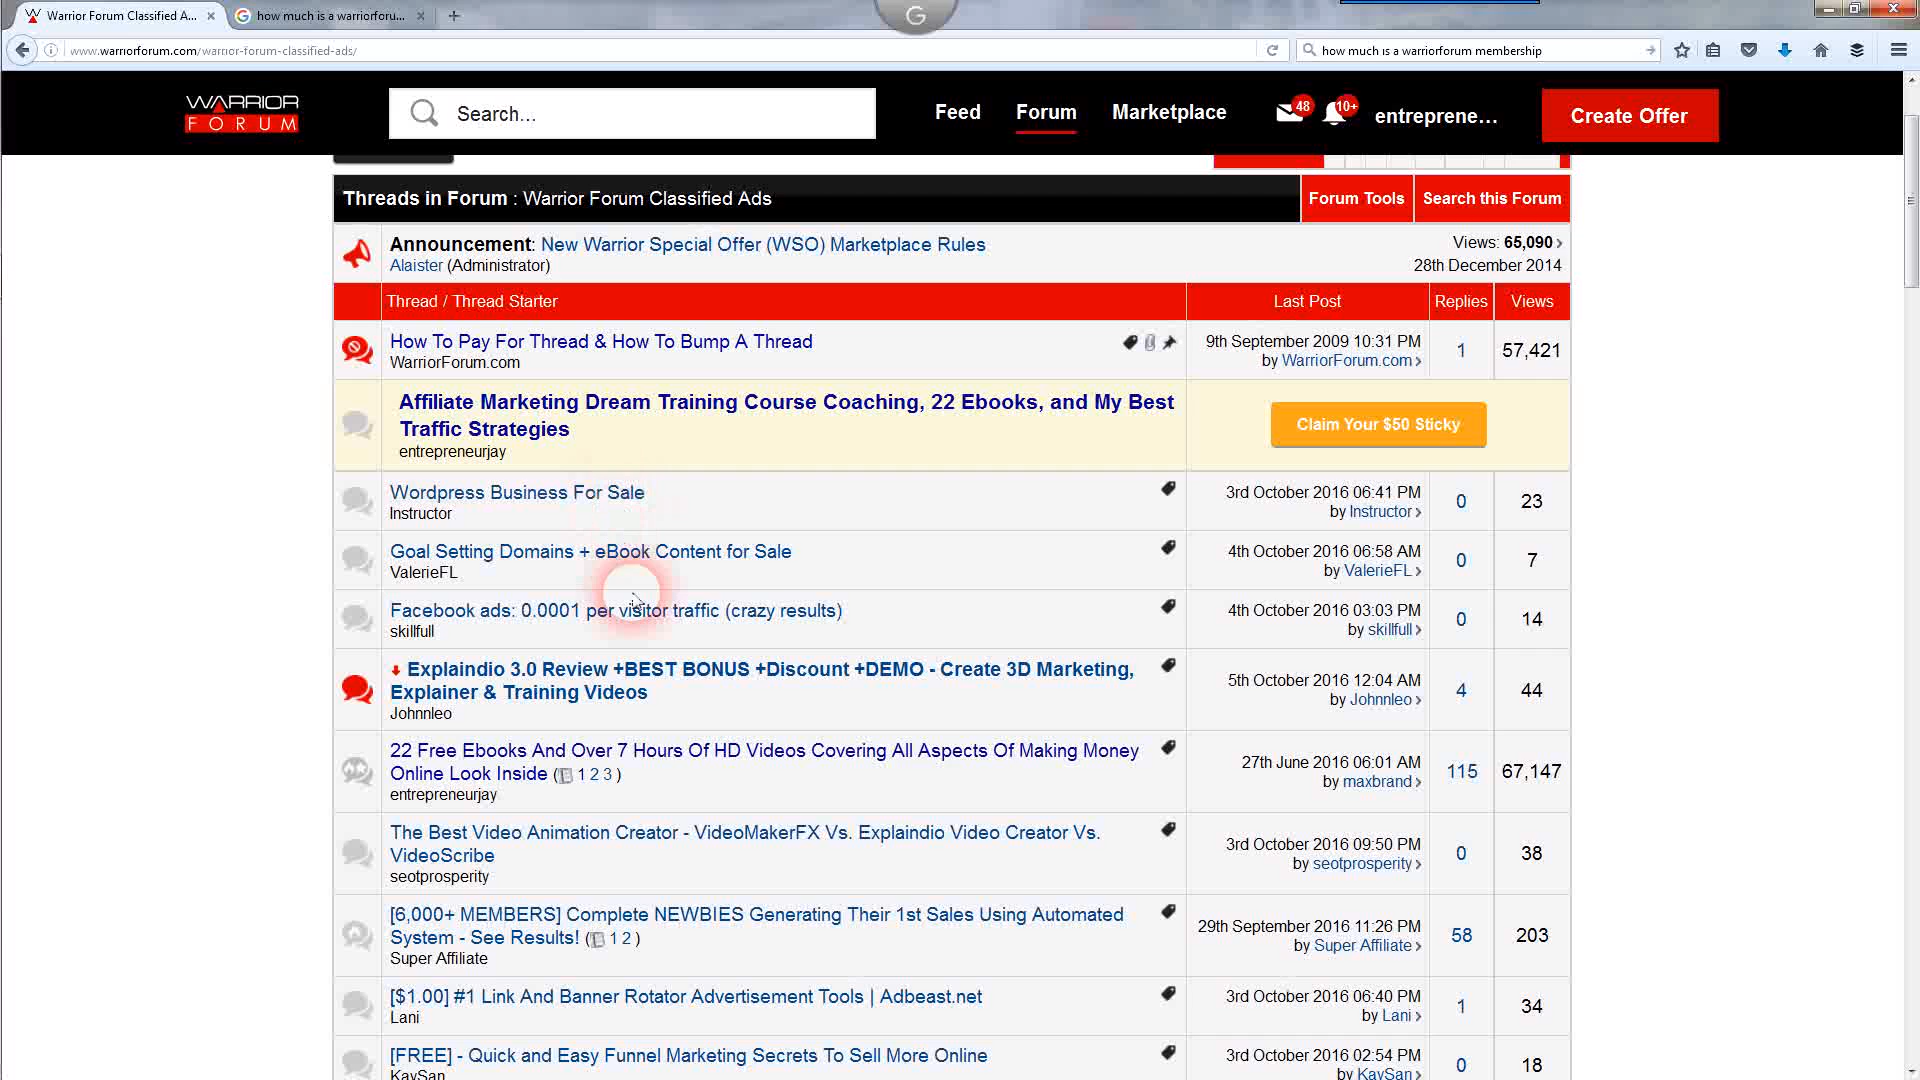 Warrior Forum Classified A...
how much is a warriorforu...
www.warriorforum.com/warrior-forum-classified-ads/
how much is a warriorforum membership
WARRIOR
FORUM
Search...
Feed
Forum
Marketplace
48
10+
entreprene...
Create Offer
Threads in Forum : Warrior Forum Classified Ads
Forum Tools
Search this Forum
Announcement: New Warrior Special Offer (WSO) Marketplace Rules
Views: 65,090
Alaister (Administrator)
28th December 2014
Thread / Thread Starter
Last Post
Replies
Views
How To Pay For Thread & How To Bump A Thread
WarriorForum.com
9th September 2009 10:31 PM
by WarriorForum.com
1
57,421
Affiliate Marketing Dream Training Course Coaching, 22 Ebooks, and My Best
Traffic Strategies
entrepreneurjay
Claim Your $50 Sticky
Wordpress Business For Sale
Instructor
3rd October 2016 06:41 PM
by Instructor
0
23
Goal Setting Domains + eBook Content for Sale
ValerieFL
4th October 2016 06:58 AM
by ValerieFL
0
7
Facebook ads: 0.0001 per visitor traffic (crazy results)
skillfull
4th October 2016 03:03 PM
by skillfull
0
14
Explaindio 3.0 Review +BEST BONUS +Discount +DEMO - Create 3D Marketing,
Explainer & Training Videos
Johnnleo
5th October 2016 12:04 AM
by Johnnleo
4
44
22 Free Ebooks And Over 7 Hours Of HD Videos Covering All Aspects Of Making Money
Online Look Inside ( 1 2 3 )
entrepreneurjay
27th June 2016 06:01 AM
by maxbrand
115
67,147
The Best Video Animation Creator - VideoMakerFX Vs. Explaindio Video Creator Vs.
VideoScribe
seotprosperity
3rd October 2016 09:50 PM
by seotprosperity
0
38
[6,000+ MEMBERS] Complete NEWBIES Generating Their 1st Sales Using Automated
System - See Results! ( 1 2 )
Super Affiliate
29th September 2016 11:26 PM
by Super Affiliate
58
203
[$1.00] #1 Link And Banner Rotator Advertisement Tools | Adbeast.net
Lani
3rd October 2016 06:40 PM
by Lani
1
34
[FREE] - Quick and Easy Funnel Marketing Secrets To Sell More Online
KaySan
3rd October 2016 02:54 PM
by KaySan
0
18